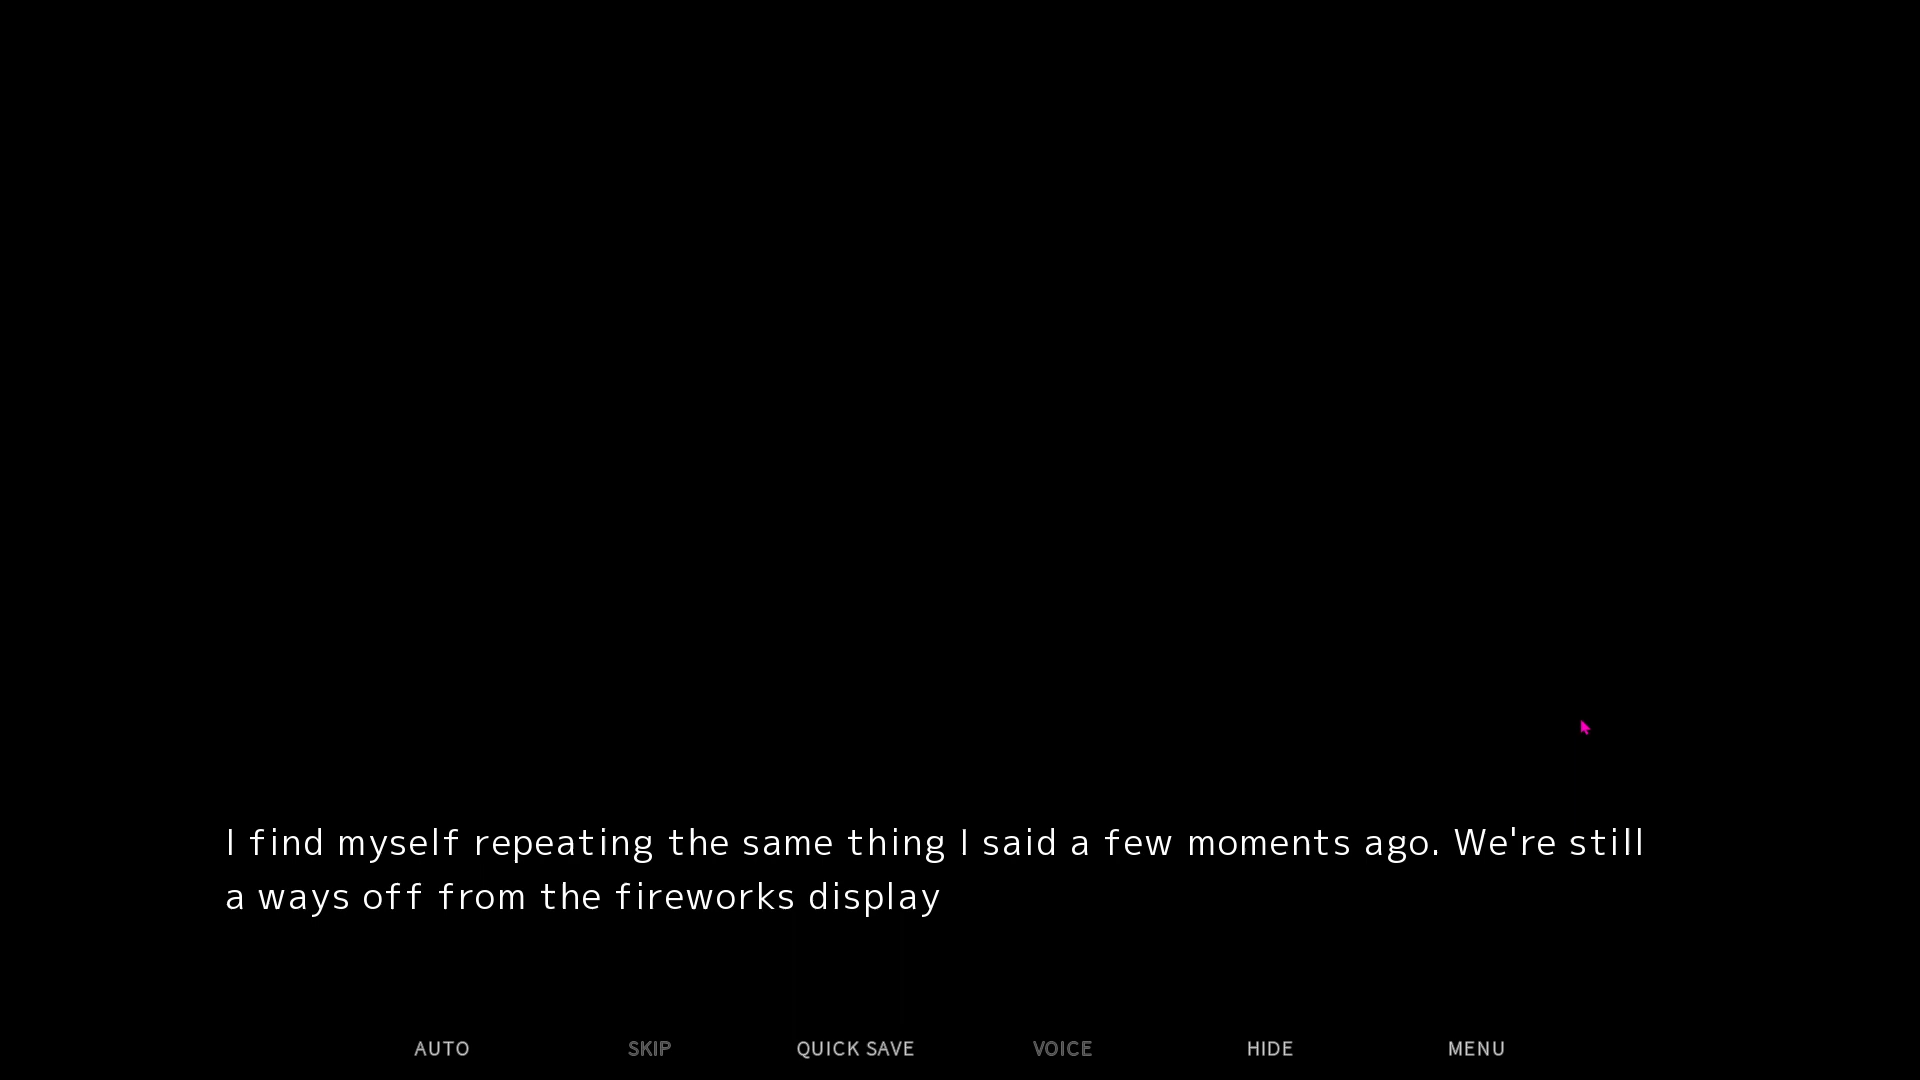 I find myself repeating the same thing I said a few moments ago. We're still
a ways off from the fireworks display
AUTO SKIP QUICK SAVE VOICE HIDE MENU